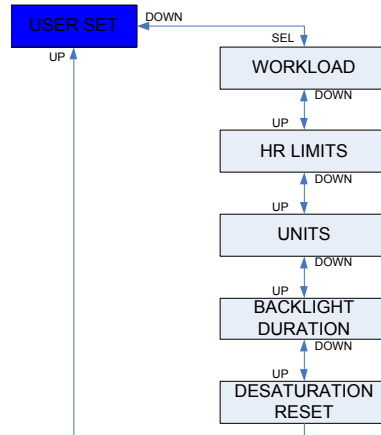 USER SET
DOWN
UP
SEL
WORKLOAD
DOWN
UP
HR LIMITS
DOWN
UP
UNITS
DOWN
UP
BACKLIGHT
DURATION
DOWN
UP
DESATURATION
RESET